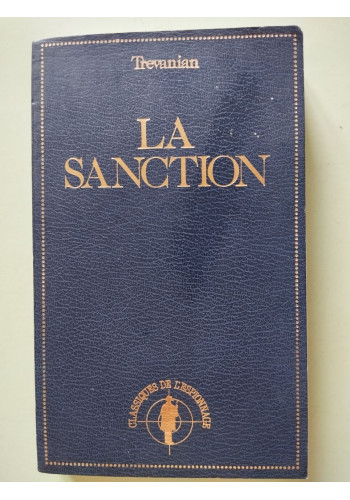 Trevanian
LA
SANCTION
CLASSIQUES DE L'ESPIONNAGE